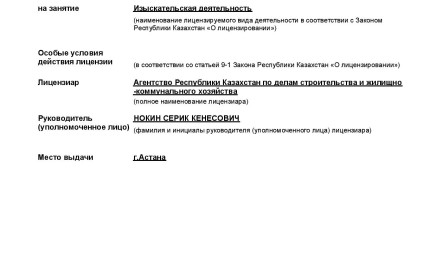 на занятие Изыскательская деятельность
(наименование лицензируемого вида деятельности в соответствии с Законом
Республики Казахстан «О лицензировании»)
Особые условия
действия лицензии
(в соответствии со статьей 9-1 Закона Республики Казахстан «О лицензировании»)
Лицензиар Агентство Республики Казахстан по делам строительства и жилищно
-коммунального хозяйства
(полное наименование лицензиара)
Руководитель НОКИН СЕРИК КЕНЕСОВИЧ
(уполномоченное лицо) (фамилия и инициалы руководителя (уполномоченного лица) лицензиара)
Место выдачи г.Астана